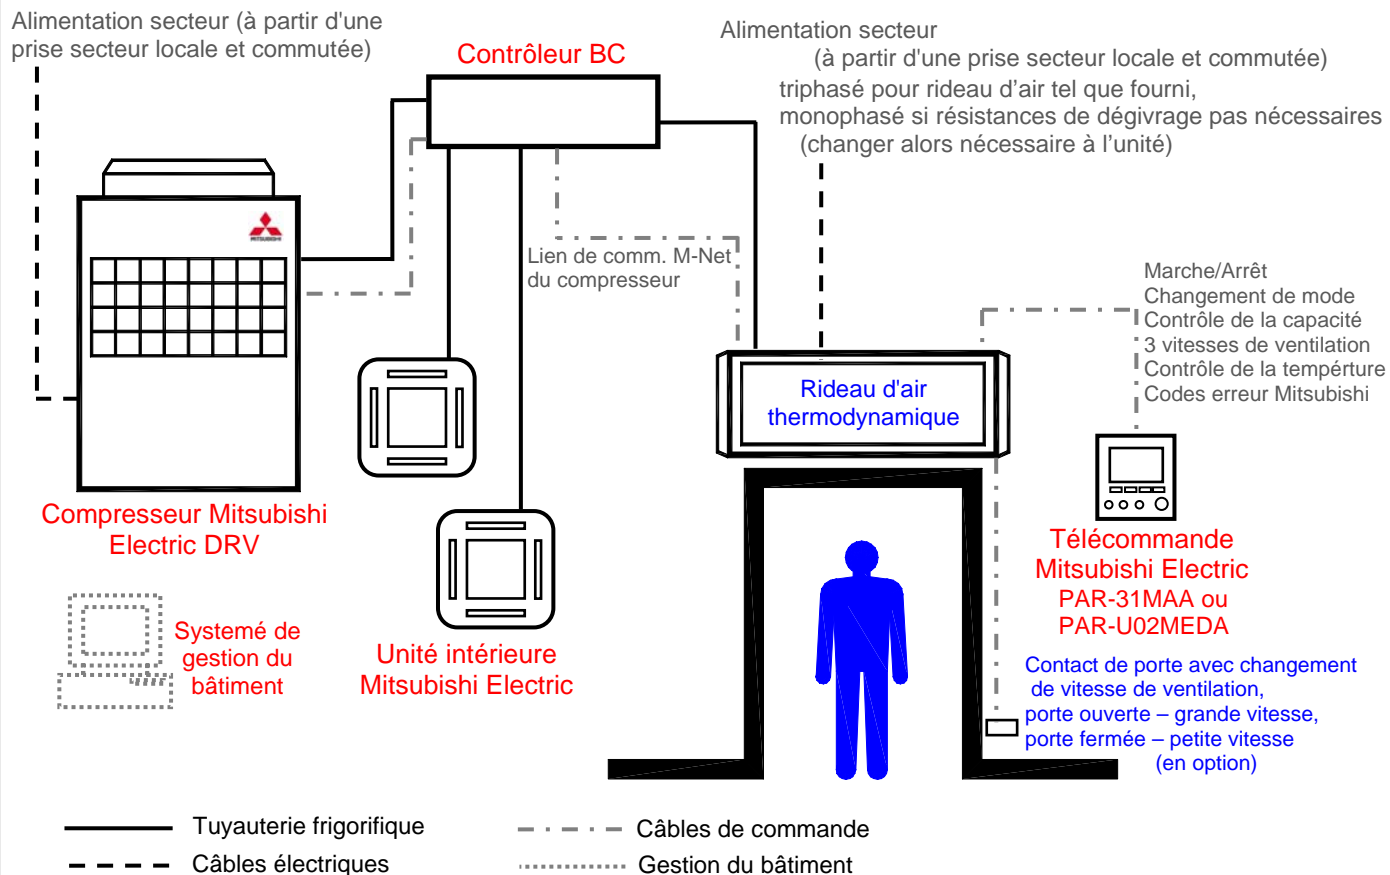 Alimentation secteur (à partir d'une
prise secteur locale et commutée)
Contrôleur BC
Alimentation secteur
(à partir d'une prise secteur locale et commutée)
triphasé pour rideau d'air tel que fourni,
monophasé si résistances de dégivrage pas nécessaires
(changer alors nécessaire à l'unité)
MITSUBISHI
Lien de comm. M-Net
du compresseur
Marche/Arrêt
Changement de mode
Contrôle de la capacité
3 vitesses de ventilation
Contrôle de la tempérture
Codes erreur Mitsubishi
Rideau d'air
thermodynamique
Compresseur Mitsubishi
Electric DRV
Télécommande
Mitsubishi Electric
PAR-31MAA ou
PAR-U02MEDA
Systemé de
gestion du
bâtiment
Unité intérieure
Mitsubishi Electric
Contact de porte avec changement
de vitesse de ventilation,
porte ouverte – grande vitesse,
porte fermée – petite vitesse
(en option)
Tuyauterie frigorifique
Câbles de commande
Câbles électriques
Gestion du bâtiment